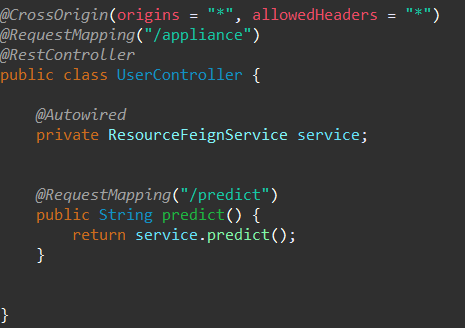 @CrossOrigin(origins = "*", allowedHeaders = "*")
@RequestMapping("/appliance")
@RestController
public class UserController {
@Autowired
private ResourceFeignService service;
@RequestMapping("/predict")
public String predict() {
return service.predict();
}
}